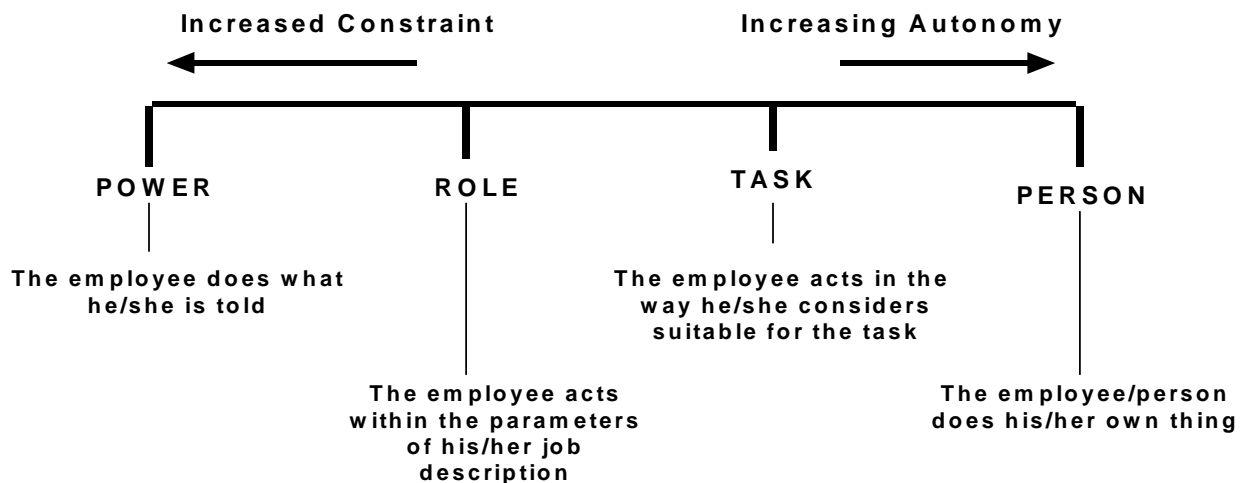 Increased Constraint
Increasing Autonomy
POWER
ROLE
TASK
PERSON
The employee does what
he/she is told
The employee acts
within the parameters
of his/her job
description
The employee acts in the
way he/she considers
suitable for the task
The employee/person
does his/her own thing